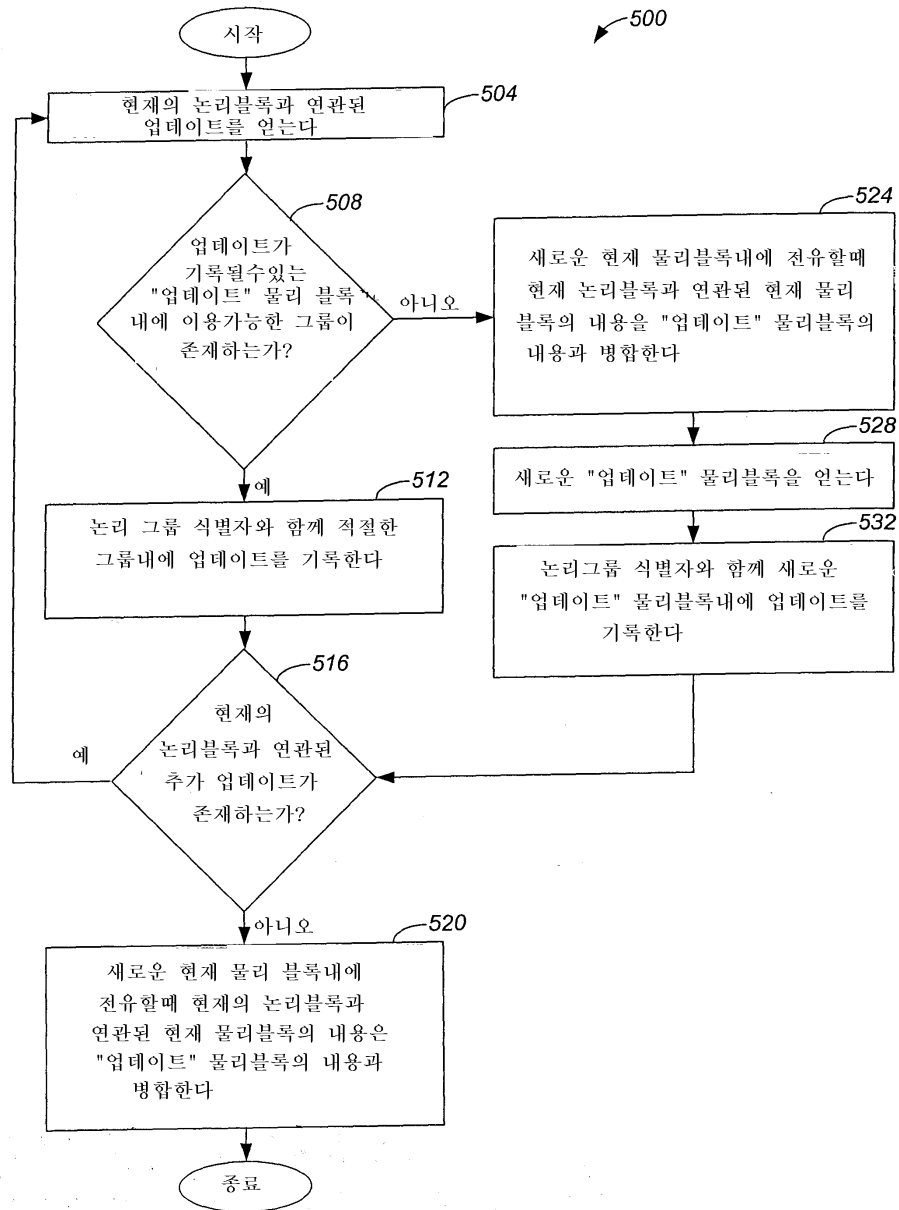 시작
500
현재의 논리블록과 연관된
업데이트를 얻는다
504
508
업데이트가
기록될수있는
"업데이트" 물리 블록
내에 이용가능한 그룹이
존재하는가?
아니오
524
새로운 현재 물리블록내에 전유할때
현재 논리블록과 연관된 현재 물리
블록의 내용을 "업데이트" 물리블록의
내용과 병합한다
528
새로운 "업데이트" 물리블록을 얻는다
532
논리그룹 식별자와 함께 새로운
"업데이트" 물리블록내에 업데이트를
기록한다
예
512
논리 그룹 식별자와 함께 적절한
그룹내에 업데이트를 기록한다
516
현재의
논리블록과 연관된
추가 업데이트가
존재하는가?
예
아니오
520
새로운 현재 물리 블록내에
전유할때 현재의 논리블록과
연관된 현재 물리블록의 내용은
"업데이트" 물리블록의 내용과
병합한다
종료